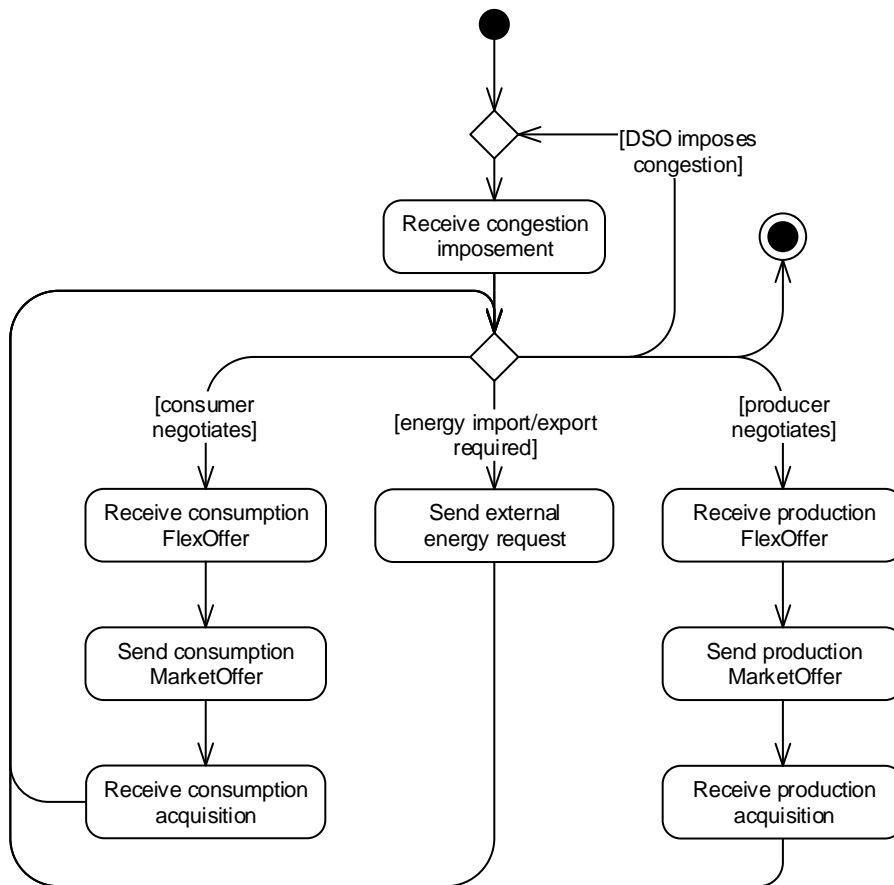 [DSO imposes
congestion]
Receive congestion
imposement
[consumer
negotiates]
[energy import/export
required]
[producer
negotiates]
Receive consumption
FlexOffer
Send external
energy request
Receive production
FlexOffer
Send consumption
MarketOffer
Send production
MarketOffer
Receive consumption
acquisition
Receive production
acquisition